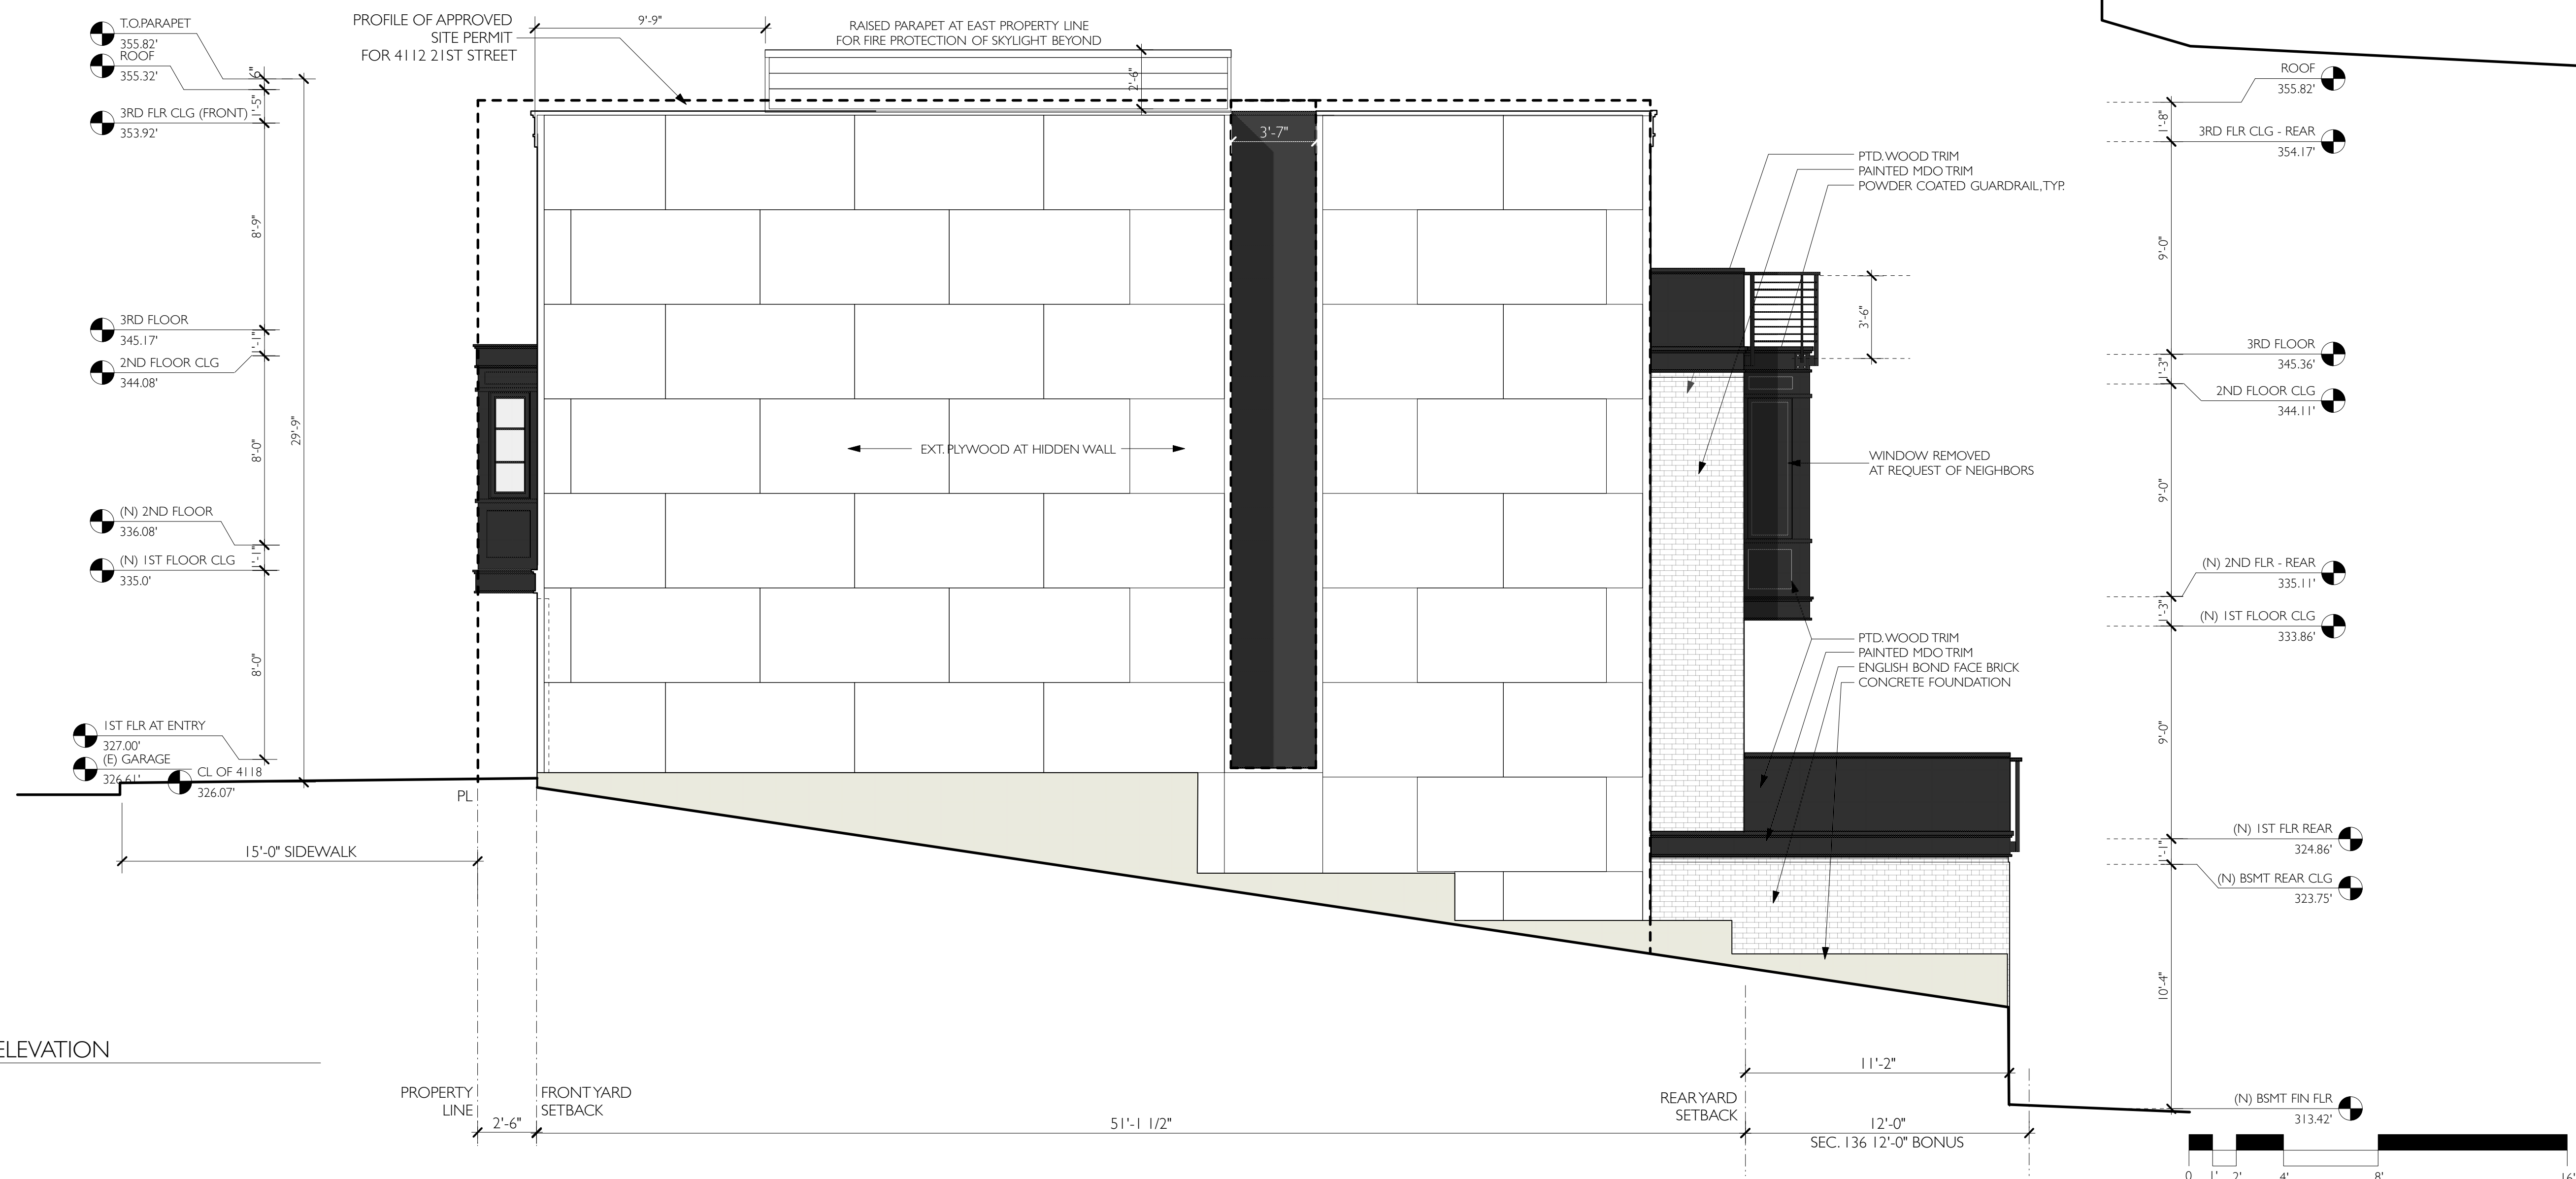 T.O.PARAPET
355.82'
ROOF
355.32'
3RD FLR CLG (FRONT)
353.92'
3RD FLOOR
345.17'
2ND FLOOR CLG
344.08'
(N) 2ND FLOOR
336.08'
(N) 1ST FLOOR CLG
335.0'
1ST FLR AT ENTRY
327.00'
(E) GARAGE
326.61'
CL OF 4118
326.07'
6"
1'-5"
8'-9"
1'-1"
8'-0"
1'-1"
8'-0"
29'-9"
PROFILE OF APPROVED
SITE PERMIT
FOR 4112 21ST STREET
9'-9"
RAISED PARAPET AT EAST PROPERTY LINE
FOR FIRE PROTECTION OF SKYLIGHT BEYOND
2'-6"
3'-7"
EXT. PLYWOOD AT HIDDEN WALL
PTD. WOOD TRIM
PAINTED MDO TRIM
POWDER COATED GUARDRAIL, TYP.
3'-6"
WINDOW REMOVED
AT REQUEST OF NEIGHBORS
PTD. WOOD TRIM
PAINTED MDO TRIM
ENGLISH BOND FACE BRICK
CONCRETE FOUNDATION
ROOF
355.82'
3RD FLR CLG - REAR
354.17'
3RD FLOOR
345.36'
2ND FLOOR CLG
344.11'
(N) 2ND FLR - REAR
335.11'
(N) 1ST FLOOR CLG
333.86'
(N) 1ST FLR REAR
324.86'
(N) BSMT REAR CLG
323.75'
(N) BSMT FIN FLR
313.42'
1'-8"
9'-0"
1'-3"
9'-0"
1'-3"
9'-0"
1'-1"
10'-4"
PL
15'-0" SIDEWALK
ELEVATION
PROPERTY
LINE
FRONT YARD
SETBACK
2'-6"
51'-1 1/2"
REAR YARD
SETBACK
11'-2"
12'-0"
SEC. 136 12'-0" BONUS
0 1' 2' 4' 8' 16'